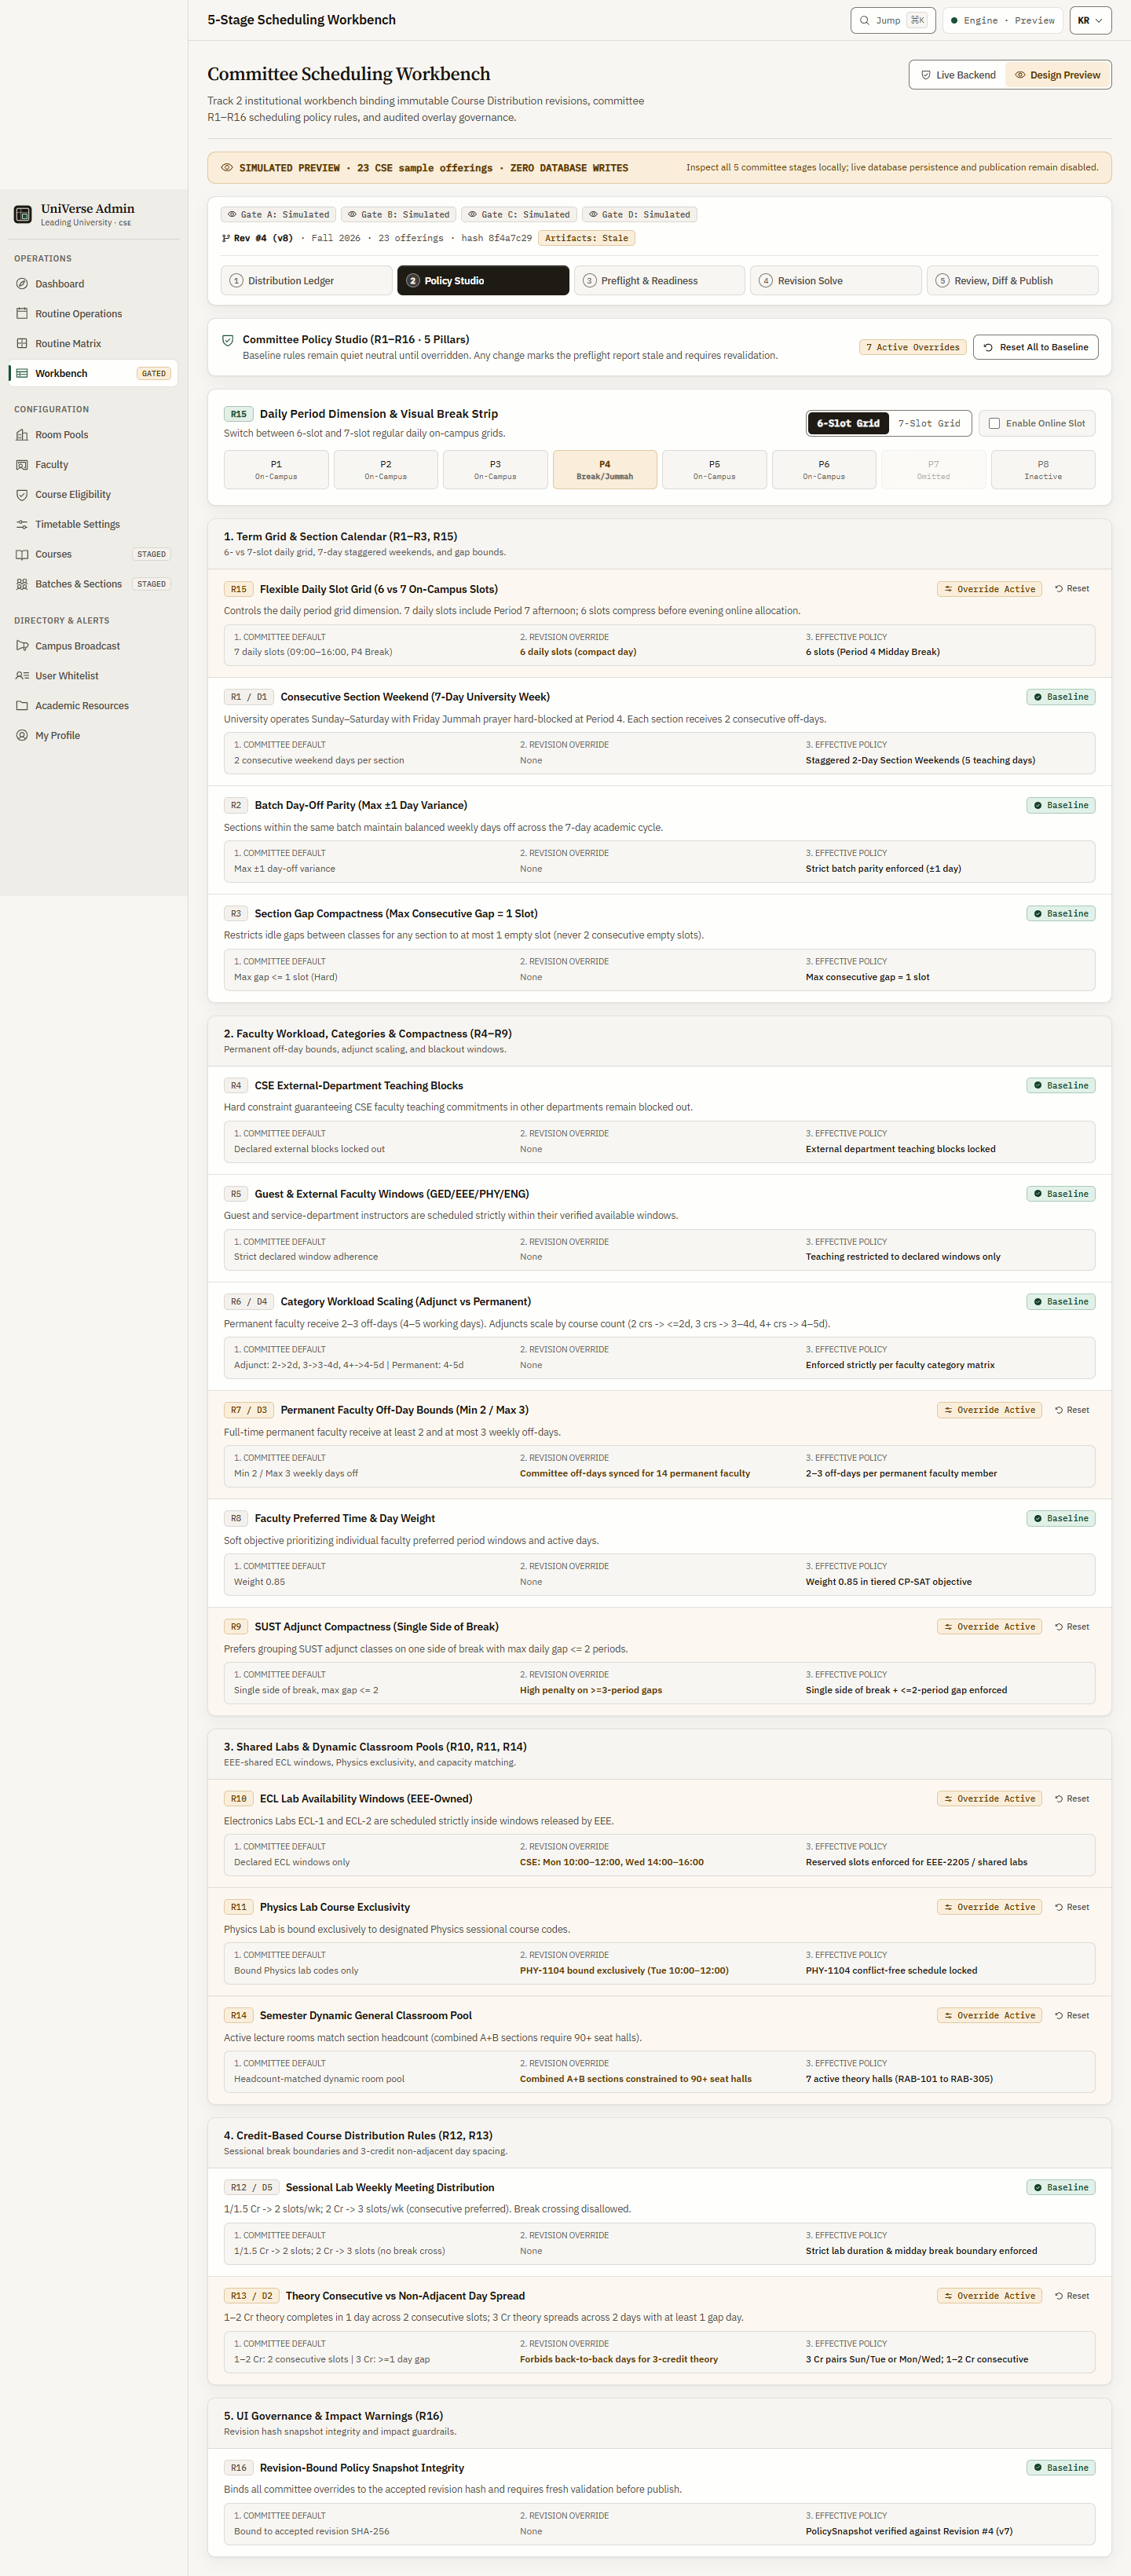 5-Stage Scheduling Workbench
Jump ⌘K
Engine · Preview
KR
UniVerse Admin
Leading University · CSE
OPERATIONS
Dashboard
Routine Operations
Routine Matrix
Workbench GATED
CONFIGURATION
Room Pools
Faculty
Course Eligibility
Timetable Settings
Courses STAGED
Batches & Sections STAGED
DIRECTORY & ALERTS
Campus Broadcast
User Whitelist
Academic Resources
My Profile
Committee Scheduling Workbench
Live Backend
Design Preview
Track 2 institutional workbench binding immutable Course Distribution revisions, committee
R1–R16 scheduling policy rules, and audited overlay governance.
SIMULATED PREVIEW · 23 CSE sample offerings · ZERO DATABASE WRITES
Inspect all 5 committee stages locally; live database persistence and publication remain disabled.
Gate A: Simulated
Gate B: Simulated
Gate C: Simulated
Gate D: Simulated
Rev #4 (v8) · Fall 2026 · 23 offerings · hash 8f4a7c29 Artifacts: Stale
1 Distribution Ledger
2 Policy Studio
3 Preflight & Readiness
4 Revision Solve
5 Review, Diff & Publish
Committee Policy Studio (R1–R16 · 5 Pillars)
Baseline rules remain quiet neutral until overridden. Any change marks the preflight report stale and requires revalidation.
7 Active Overrides
Reset All to Baseline
R15 Daily Period Dimension & Visual Break Strip
Switch between 6-slot and 7-slot regular daily on-campus grids.
6-Slot Grid
7-Slot Grid
Enable Online Slot
P1
On-Campus
P2
On-Campus
P3
On-Campus
P4
Break/Jummah
P5
On-Campus
P6
On-Campus
P7
Omitted
P8
Inactive
1. Term Grid & Section Calendar (R1–R3, R15)
6- vs 7-slot daily grid, 7-day staggered weekends, and gap bounds.
R15 Flexible Daily Slot Grid (6 vs 7 On-Campus Slots) Override Active Reset
Controls the daily period grid dimension. 7 daily slots include Period 7 afternoon; 6 slots compress before evening online allocation.
1. COMMITTEE DEFAULT 2. REVISION OVERRIDE 3. EFFECTIVE POLICY
7 daily slots (09:00–16:00, P4 Break) 6 daily slots (compact day) 6 slots (Period 4 Midday Break)
R1 / D1 Consecutive Section Weekend (7-Day University Week) Baseline
University operates Sunday–Saturday with Friday Jummah prayer hard-blocked at Period 4. Each section receives 2 consecutive off-days.
1. COMMITTEE DEFAULT 2. REVISION OVERRIDE 3. EFFECTIVE POLICY
2 consecutive weekend days per section None Staggered 2-Day Section Weekends (5 teaching days)
R2 Batch Day-Off Parity (Max ±1 Day Variance) Baseline
Sections within the same batch maintain balanced weekly days off across the 7-day academic cycle.
1. COMMITTEE DEFAULT 2. REVISION OVERRIDE 3. EFFECTIVE POLICY
Max ±1 day-off variance None Strict batch parity enforced (±1 day)
R3 Section Gap Compactness (Max Consecutive Gap = 1 Slot) Baseline
Restricts idle gaps between classes for any section to at most 1 empty slot (never 2 consecutive empty slots).
1. COMMITTEE DEFAULT 2. REVISION OVERRIDE 3. EFFECTIVE POLICY
Max gap <= 1 slot (Hard) None Max consecutive gap = 1 slot
2. Faculty Workload, Categories & Compactness (R4–R9)
Permanent off-day bounds, adjunct scaling, and blackout windows.
R4 CSE External-Department Teaching Blocks Baseline
Hard constraint guaranteeing CSE faculty teaching commitments in other departments remain blocked out.
1. COMMITTEE DEFAULT 2. REVISION OVERRIDE 3. EFFECTIVE POLICY
Declared external blocks locked out None External department teaching blocks locked
R5 Guest & External Faculty Windows (GED/EEE/PHY/ENG) Baseline
Guest and service-department instructors are scheduled strictly within their verified available windows.
1. COMMITTEE DEFAULT 2. REVISION OVERRIDE 3. EFFECTIVE POLICY
Strict declared window adherence None Teaching restricted to declared windows only
R6 / D4 Category Workload Scaling (Adjunct vs Permanent) Baseline
Permanent faculty receive 2–3 off-days (4–5 working days). Adjuncts scale by course count (2 crs -> <=2d, 3 crs -> 3–4d, 4+ crs -> 4–5d).
1. COMMITTEE DEFAULT 2. REVISION OVERRIDE 3. EFFECTIVE POLICY
Adjunct: 2->2d, 3->3-4d, 4+->4-5d | Permanent: 4-5d None Enforced strictly per faculty category matrix
R7 / D3 Permanent Faculty Off-Day Bounds (Min 2 / Max 3) Override Active Reset
Full-time permanent faculty receive at least 2 and at most 3 weekly off-days.
1. COMMITTEE DEFAULT 2. REVISION OVERRIDE 3. EFFECTIVE POLICY
Min 2 / Max 3 weekly days off Committee off-days synced for 14 permanent faculty 2–3 off-days per permanent faculty member
R8 Faculty Preferred Time & Day Weight Baseline
Soft objective prioritizing individual faculty preferred period windows and active days.
1. COMMITTEE DEFAULT 2. REVISION OVERRIDE 3. EFFECTIVE POLICY
Weight 0.85 None Weight 0.85 in tiered CP-SAT objective
R9 SUST Adjunct Compactness (Single Side of Break) Override Active Reset
Prefers grouping SUST adjunct classes on one side of break with max daily gap <= 2 periods.
1. COMMITTEE DEFAULT 2. REVISION OVERRIDE 3. EFFECTIVE POLICY
Single side of break, max gap <= 2 High penalty on >=3-period gaps Single side of break + <=2-period gap enforced
3. Shared Labs & Dynamic Classroom Pools (R10, R11, R14)
EEE-shared ECL windows, Physics exclusivity, and capacity matching.
R10 ECL Lab Availability Windows (EEE-Owned) Override Active Reset
Electronics Labs ECL-1 and ECL-2 are scheduled strictly inside windows released by EEE.
1. COMMITTEE DEFAULT 2. REVISION OVERRIDE 3. EFFECTIVE POLICY
Declared ECL windows only CSE: Mon 10:00–12:00, Wed 14:00–16:00 Reserved slots enforced for EEE-2205 / shared labs
R11 Physics Lab Course Exclusivity Override Active Reset
Physics Lab is bound exclusively to designated Physics sessional course codes.
1. COMMITTEE DEFAULT 2. REVISION OVERRIDE 3. EFFECTIVE POLICY
Bound Physics lab codes only PHY-1104 bound exclusively (Tue 10:00–12:00) PHY-1104 conflict-free schedule locked
R14 Semester Dynamic General Classroom Pool Override Active Reset
Active lecture rooms match section headcount (combined A+B sections require 90+ seat halls).
1. COMMITTEE DEFAULT 2. REVISION OVERRIDE 3. EFFECTIVE POLICY
Headcount-matched dynamic room pool Combined A+B sections constrained to 90+ seat halls 7 active theory halls (RAB-101 to RAB-305)
4. Credit-Based Course Distribution Rules (R12, R13)
Sessional break boundaries and 3-credit non-adjacent day spacing.
R12 / D5 Sessional Lab Weekly Meeting Distribution Baseline
1/1.5 Cr -> 2 slots/wk; 2 Cr -> 3 slots/wk (consecutive preferred). Break crossing disallowed.
1. COMMITTEE DEFAULT 2. REVISION OVERRIDE 3. EFFECTIVE POLICY
1/1.5 Cr -> 2 slots; 2 Cr -> 3 slots (no break cross) None Strict lab duration & midday break boundary enforced
R13 / D2 Theory Consecutive vs Non-Adjacent Day Spread Override Active Reset
1–2 Cr theory completes in 1 day across 2 consecutive slots; 3 Cr theory spreads across 2 days with at least 1 gap day.
1. COMMITTEE DEFAULT 2. REVISION OVERRIDE 3. EFFECTIVE POLICY
1–2 Cr: 2 consecutive slots | 3 Cr: >=1 day gap Forbids back-to-back days for 3-credit theory 3 Cr pairs Sun/Tue or Mon/Wed; 1–2 Cr consecutive
5. UI Governance & Impact Warnings (R16)
Revision hash snapshot integrity and impact guardrails.
R16 Revision-Bound Policy Snapshot Integrity Baseline
Binds all committee overrides to the accepted revision hash and requires fresh validation before publish.
1. COMMITTEE DEFAULT 2. REVISION OVERRIDE 3. EFFECTIVE POLICY
Bound to accepted revision SHA-256 None PolicySnapshot verified against Revision #4 (v7)